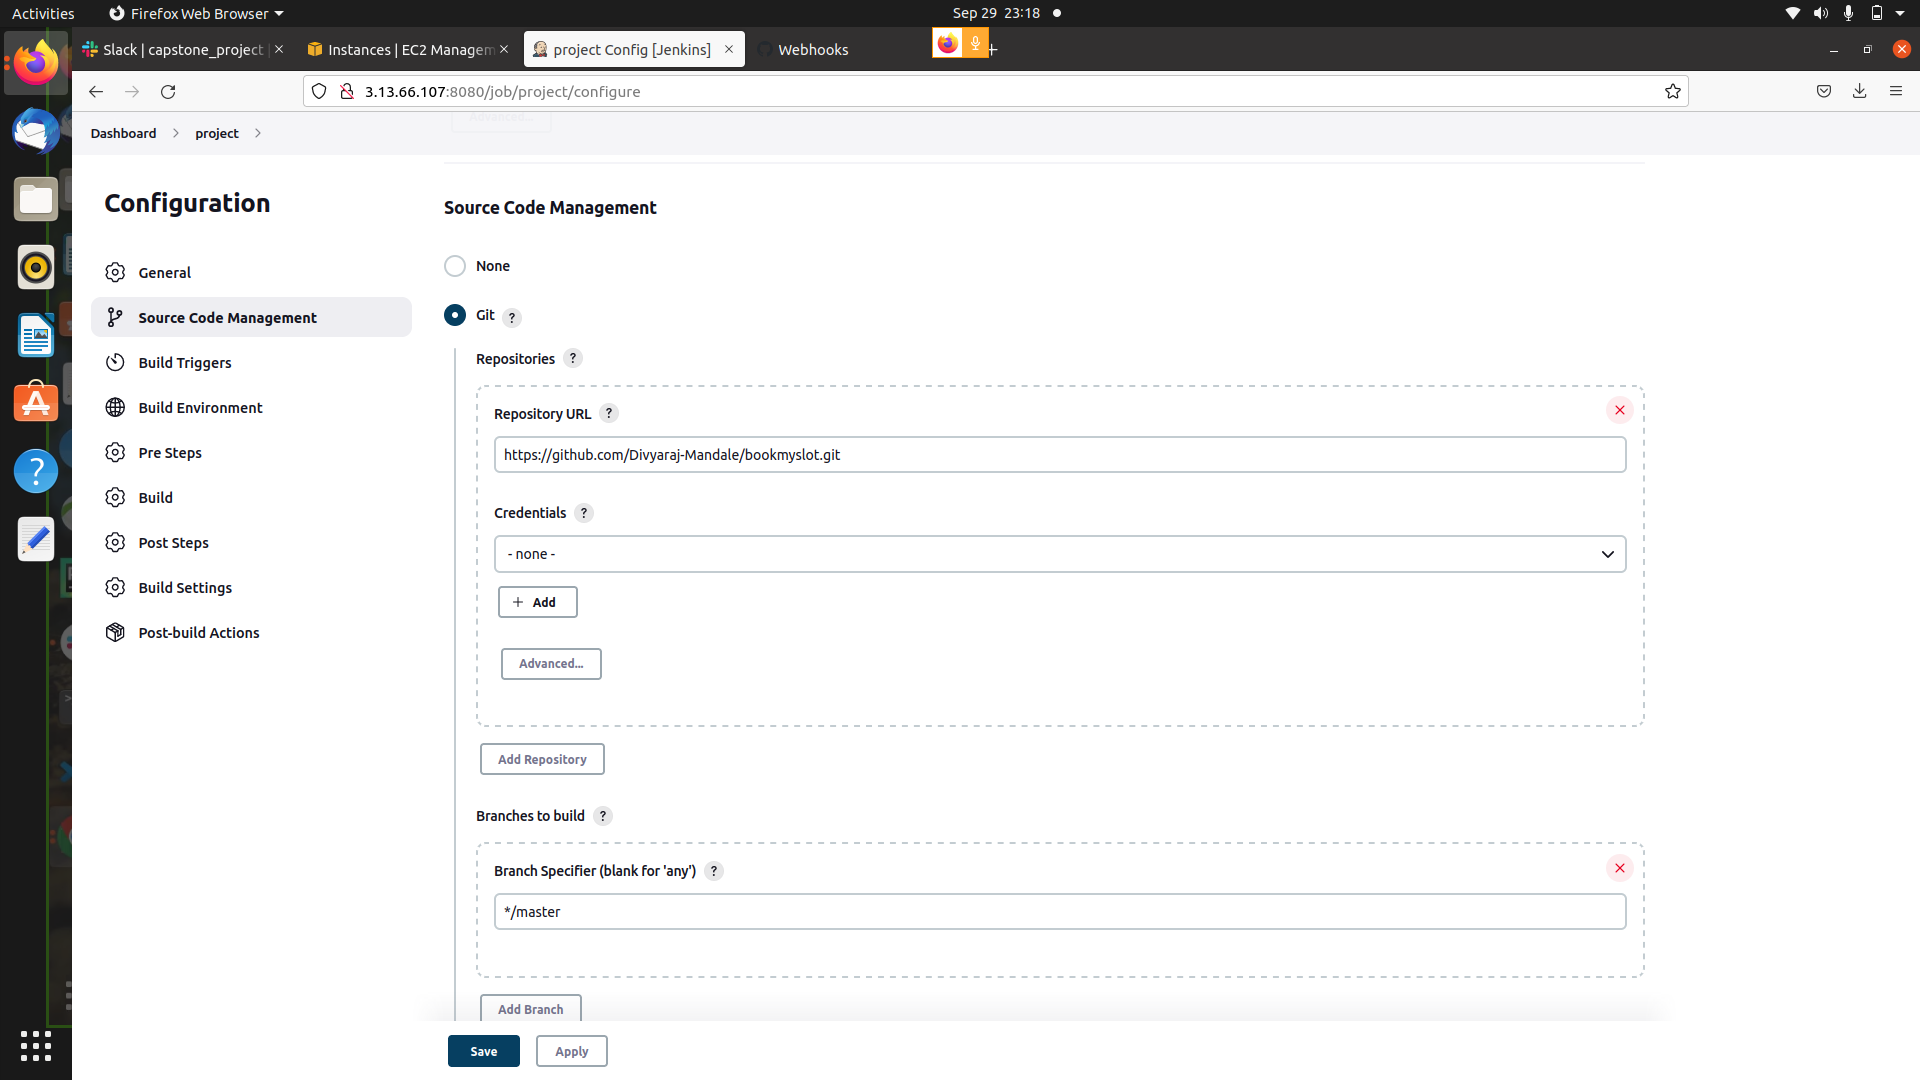 Activities
Firefox Web Browser
Sep 29 23:18
Slack | capstone_project
Instances | EC2 Managem
project Config [Jenkins]
Webhooks
3.13.66.107:8080/job/project/configure
Advanced...
Dashboard
project
Configuration
General
Source Code Management
Build Triggers
Build Environment
Pre Steps
Build
Post Steps
Build Settings
Post-build Actions
Source Code Management
None
Git ?
Repositories ?
Repository URL ?
https://github.com/Divyaraj-Mandale/bookmyslot.git
Credentials ?
- none -
+ Add
Advanced...
Add Repository
Branches to build ?
Branch Specifier (blank for 'any') ?
*/master
Add Branch
Save
Apply